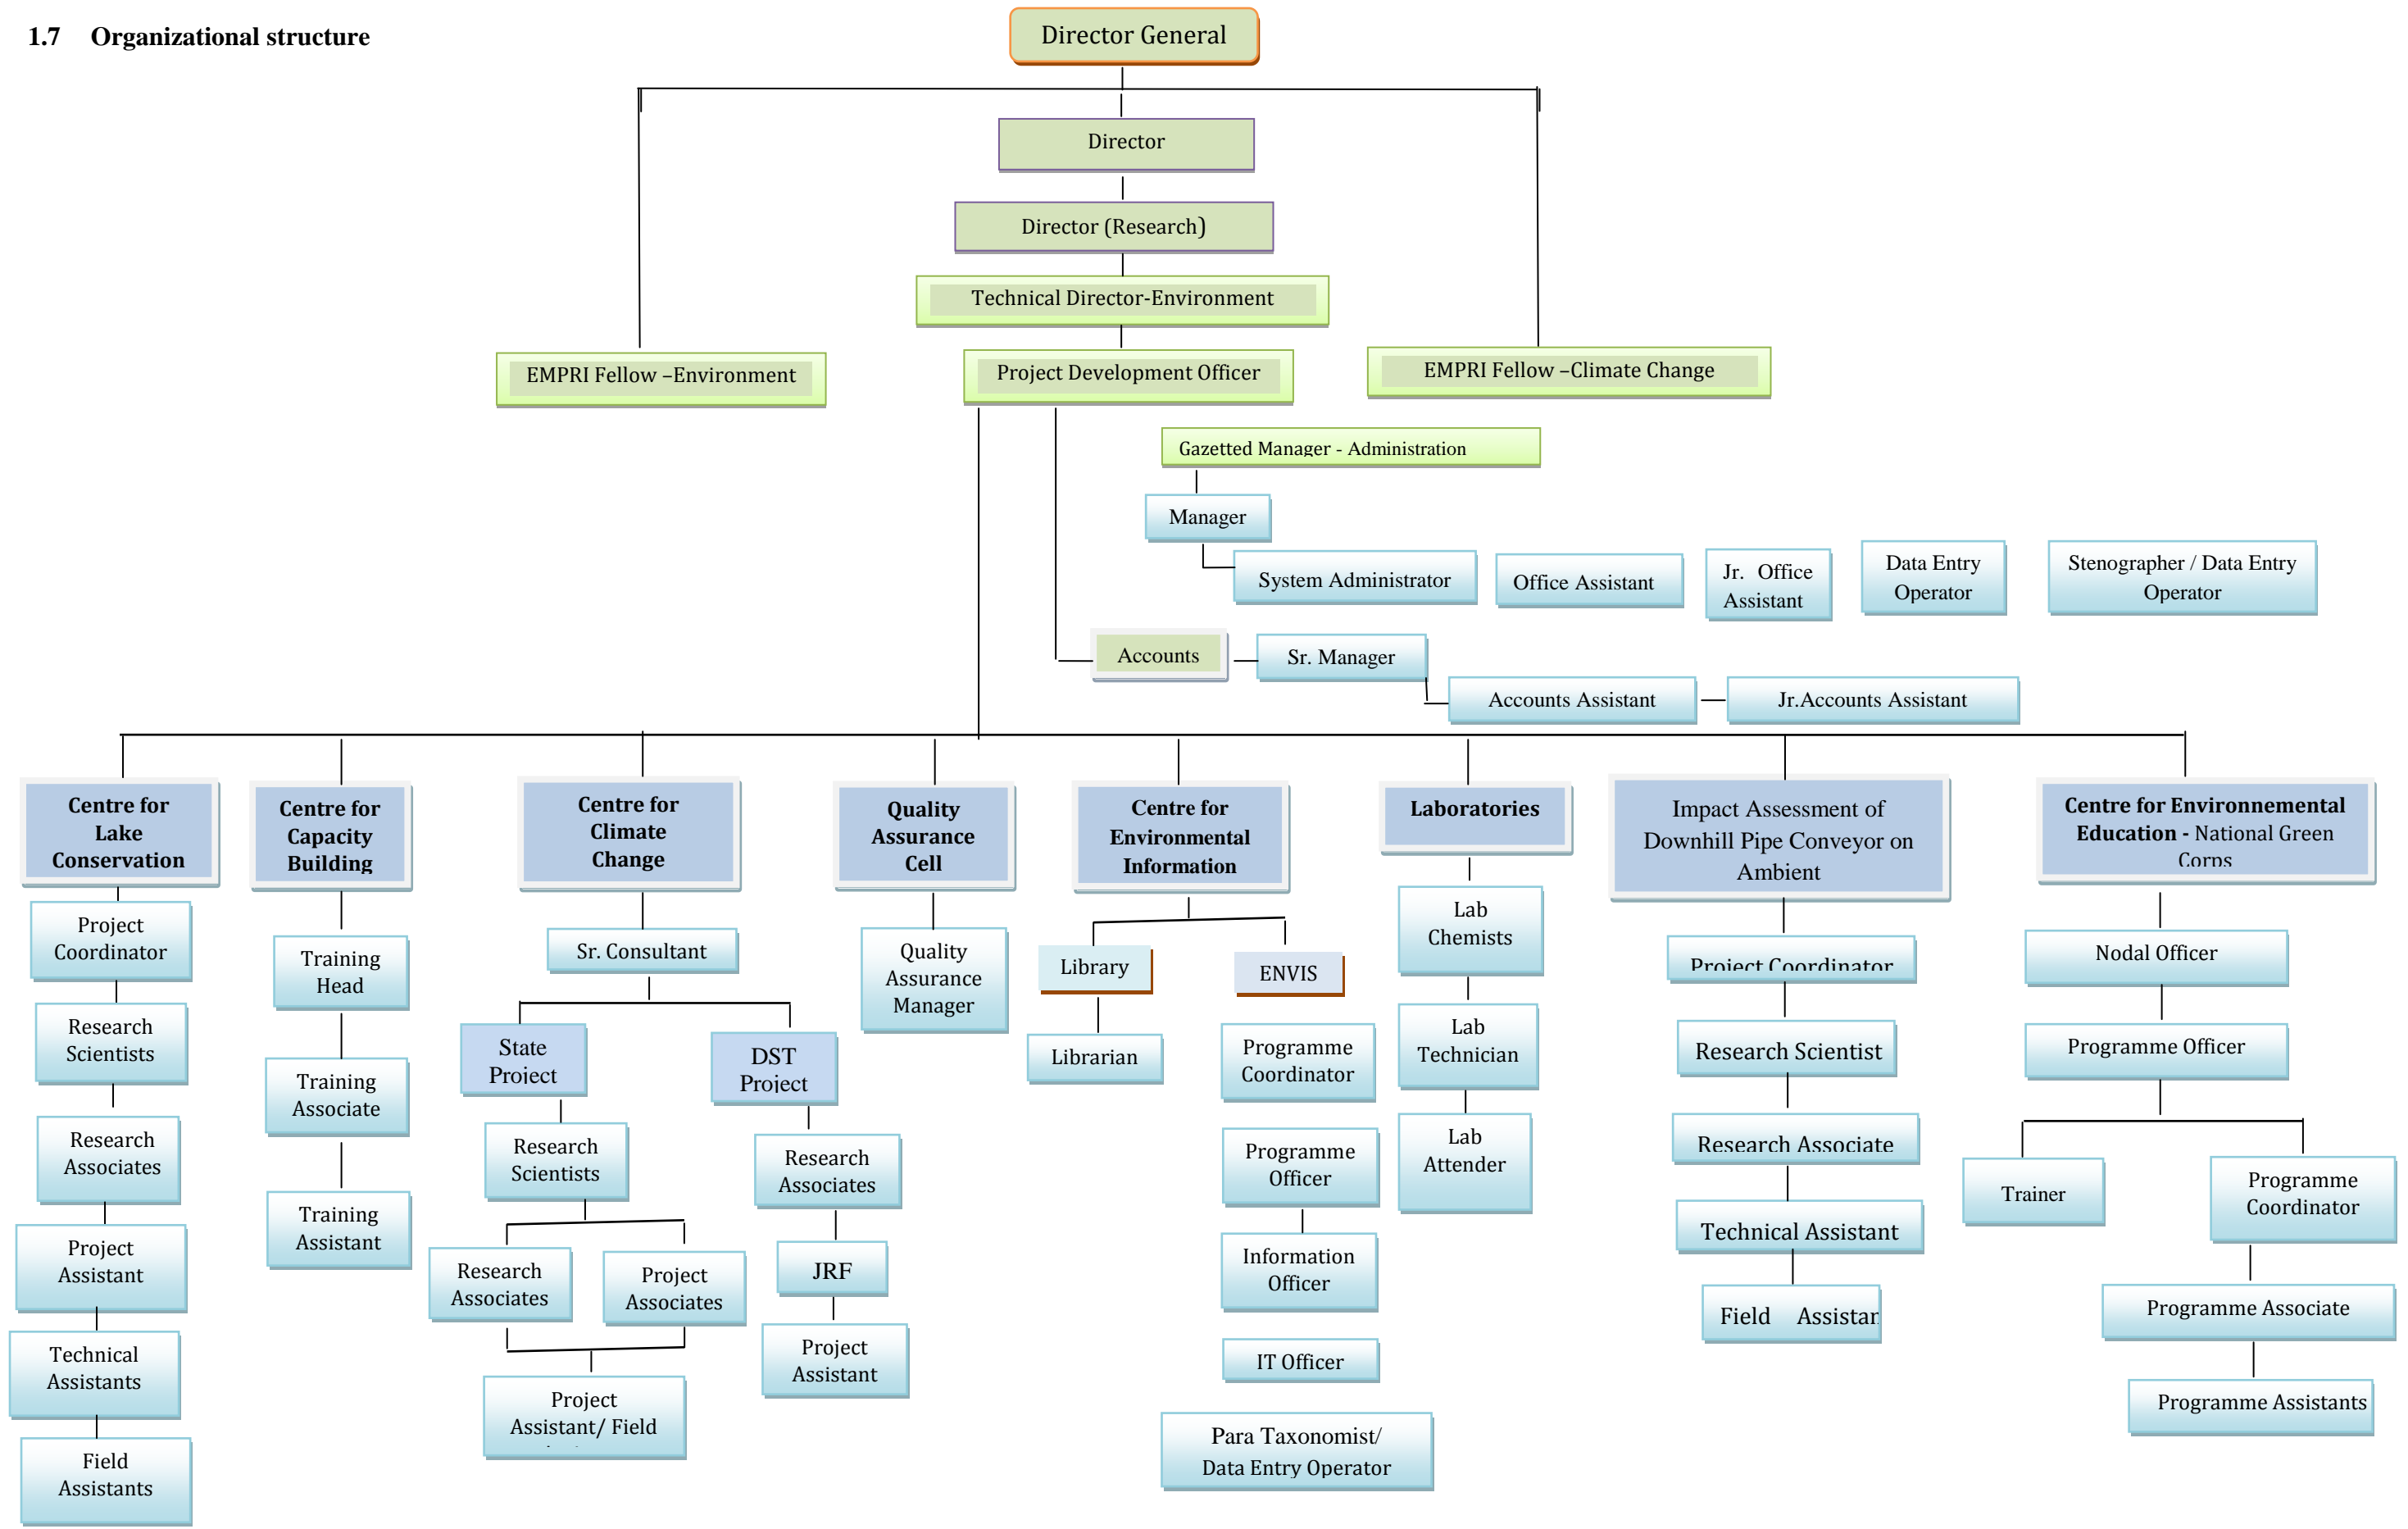 1.7 Organizational structure
Director General
Director
Director (Research)
Technical Director-Environment
EMPRI Fellow –Environment
Project Development Officer
EMPRI Fellow –Climate Change
Gazetted Manager - Administration
Manager
System Administrator
Office Assistant
Jr. Office
Assistant
Data Entry
Operator
Stenographer / Data Entry
Operator
Accounts
Sr. Manager
Accounts Assistant
Jr.Accounts Assistant
Centre for
Lake
Conservation
Project
Coordinator
Research
Scientists
Research
Associates
Project
Assistant
Technical
Assistants
Field
Assistants
Centre for
Capacity
Building
Training
Head
Training
Associate
Training
Assistant
Centre for
Climate
Change
Sr. Consultant
State
Project
Research
Scientists
Research
Associates
Project
Associates
Project
Assistant/ Field
DST
Project
Research
Associates
JRF
Project
Assistant
Quality
Assurance
Cell
Quality
Assurance
Manager
Centre for
Environmental
Information
Library
Librarian
ENVIS
Programme
Coordinator
Programme
Officer
Information
Officer
IT Officer
Para Taxonomist/
Data Entry Operator
Laboratories
Lab
Chemists
Lab
Technician
Lab
Attender
Impact Assessment of
Downhill Pipe Conveyor on
Ambient
Project Coordinator
Research Scientist
Research Associate
Technical Assistant
Field Assistan
Centre for Environnemental
Education - National Green
Corps
Nodal Officer
Programme Officer
Trainer
Programme
Coordinator
Programme Associate
Programme Assistants